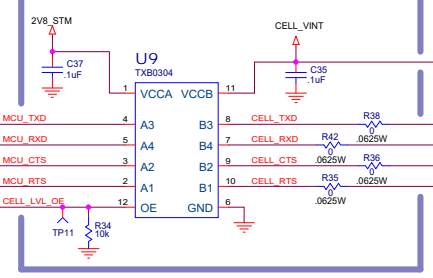 2V8_STM
CELL_VINT
C37
.1uF
U9
TXB0304
C35
.1uF
1 VCCA VCCB 11
MCU_TXD 4 A3 B3 8 CELL_TXD R38
0
.0625W
MCU_RXD 5 A4 B4 7 CELL_RXD R42
0
.0625W
MCU_CTS 3 A2 B2 9 CELL_CTS R36
0
.0625W
MCU_RTS 2 A1 B1 10 CELL_RTS R35
0
.0625W
CELL_LVL_OE 12 OE GND 6
TP11
R34
10k